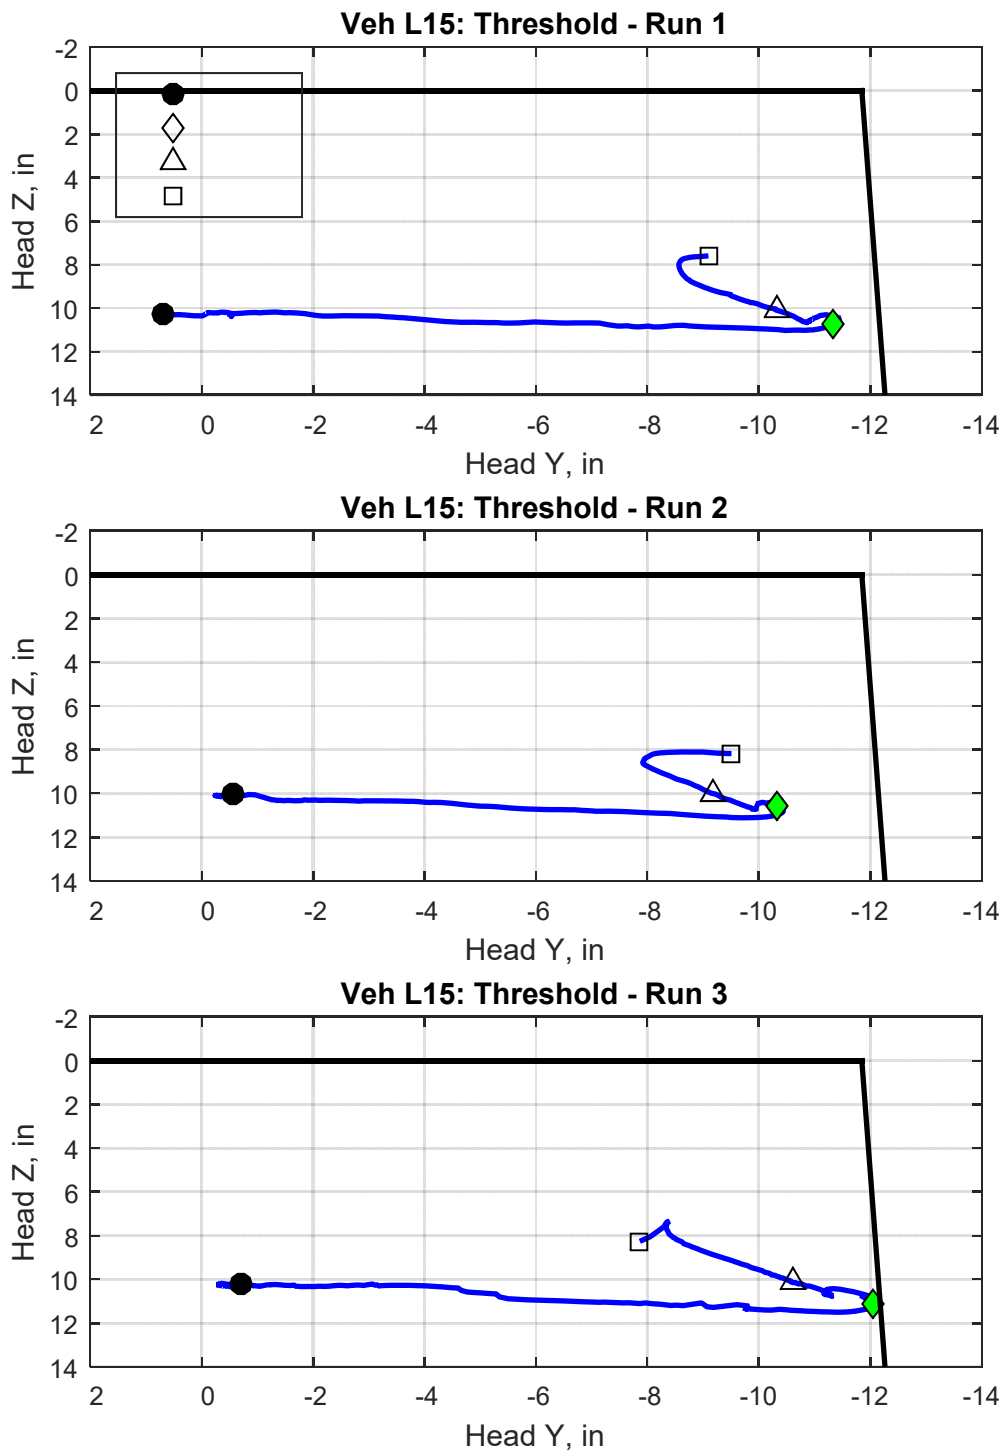 Veh L15: Threshold - Run 1
-2
0
2
4
6
8
10
12
14
Head Z, in
2 0 -2 -4 -6 -8 -10 -12 -14
Head Y, in
Veh L15: Threshold - Run 2
-2
0
2
4
6
8
10
12
14
Head Z, in
2 0 -2 -4 -6 -8 -10 -12 -14
Head Y, in
Veh L15: Threshold - Run 3
-2
0
2
4
6
8
10
12
14
Head Z, in
2 0 -2 -4 -6 -8 -10 -12 -14
Head Y, in